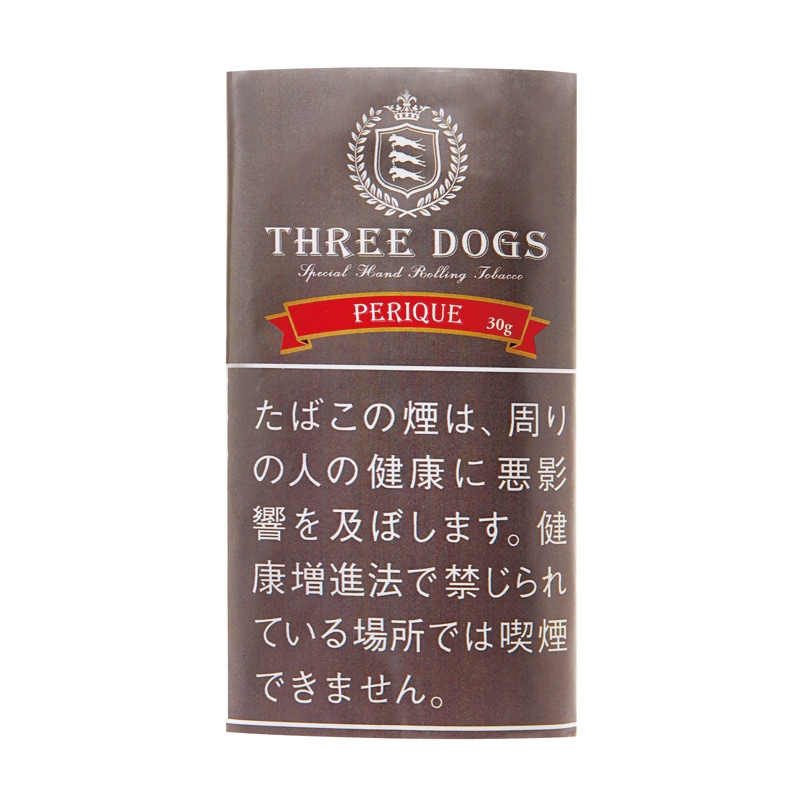 THREE DOGS
Special Hand Rolling Tobacco
PERIQUE 30g
たばこの煙は、周り
の人の健康に悪影
響を及ぼします。健
康増進法で禁じられ
ている場所では喫煙
できません。